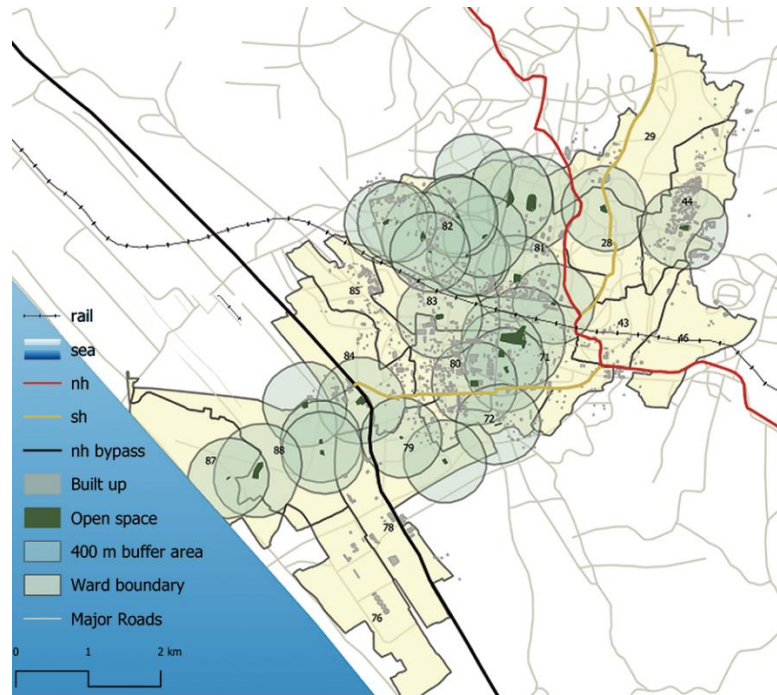 29
44
82
81
28
85
83
43
46
84
80
71
72
79
88
87
78
76
rail
sea
nh
sh
nh bypass
Built up
Open space
400 m buffer area
Ward boundary
Major Roads
0 1 2 km